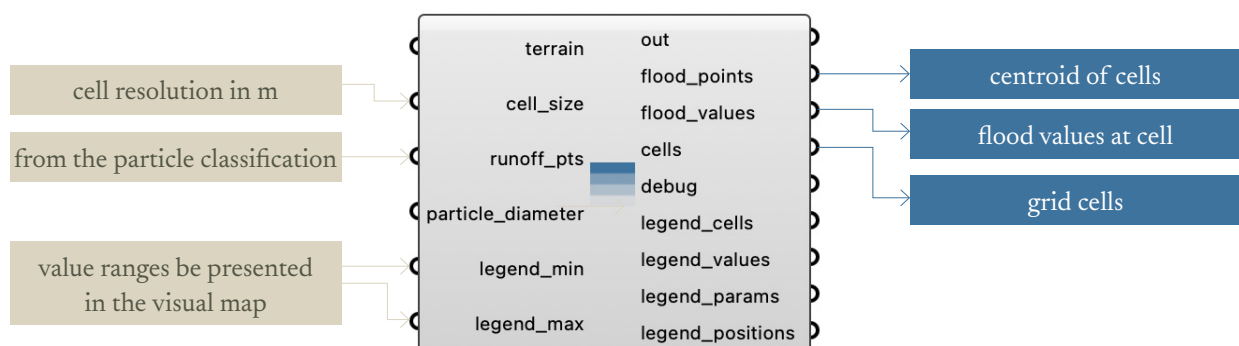 cell resolution in m
from the particle classification
value ranges be presented
in the visual map
terrain
cell_size
runoff_pts
particle_diameter
legend_min
legend_max
out
flood_points
flood_values
cells
debug
legend_cells
legend_values
legend_params
legend_positions
centroid of cells
flood values at cell
grid cells